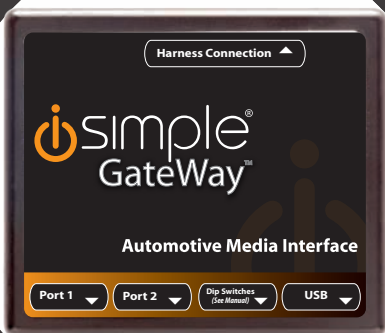 Harness Connection
isimple®
GateWay™
Automotive Media Interface
Port 1
Port 2
Dip Switches
(See Manual)
USB